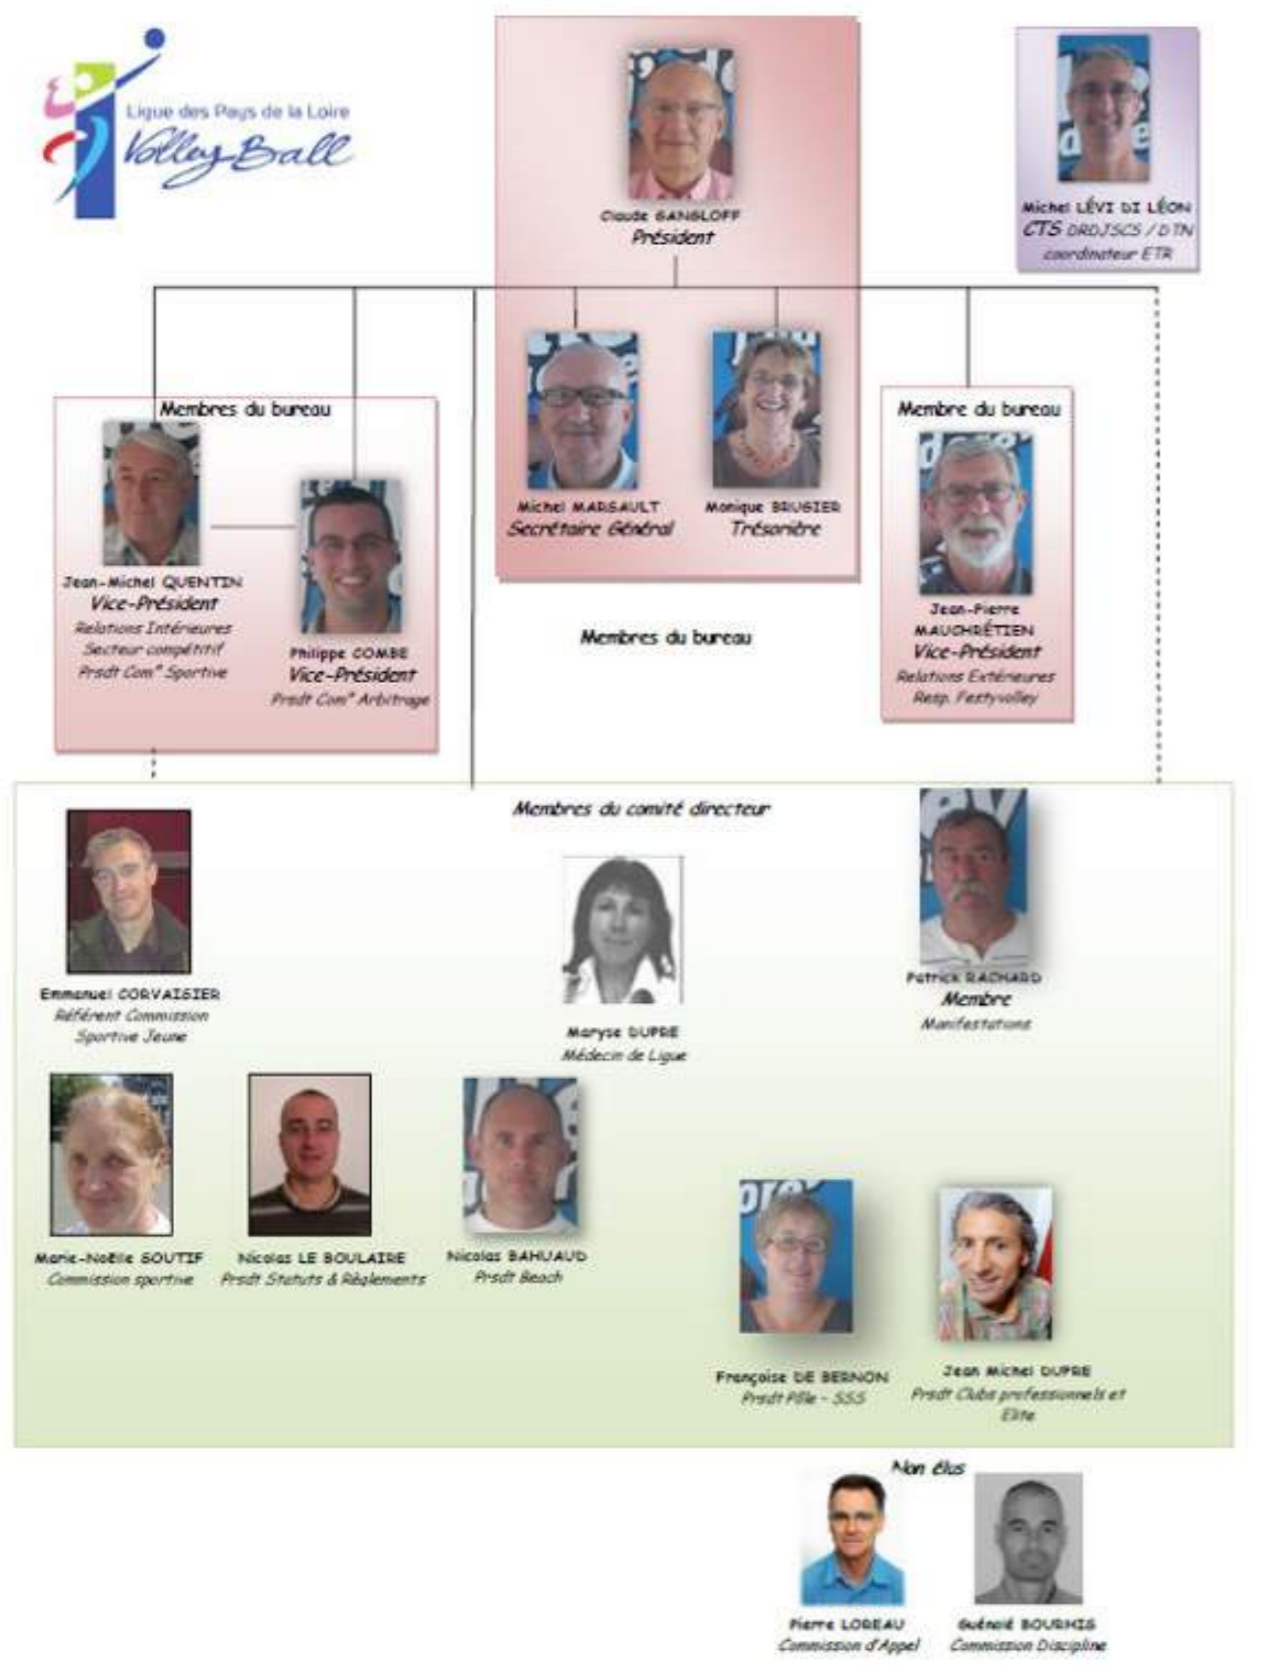 Ligue des Pays de la Loire
Volley-Ball
Claude GANGLOFF
Président
Michel LÉVI DI LÉON
CTS DRDJSCS / DTN
coordinateur ETR
Membres du bureau
Jean-Michel QUENTIN
Vice-Président
Relations Intérieures
Secteur compétitif
Prsdt Com° Sportive
Philippe COMBE
Vice-Président
Prsdt Com° Arbitrage
Michel MARSAULT
Secrétaire Général
Monique BRUGIER
Trésorière
Membres du bureau
Membre du bureau
Jean-Pierre
MAUCHRÉTIEN
Vice-Président
Relations Extérieures
Resp. Festyvolley
Membres du comité directeur
Emmanuel CORVAISIER
Référent Commission
Sportive Jeune
Maryse DUPRE
Médecin de Ligue
Patrick RACHARD
Membre
Manifestations
Marie-Noëlle SOUTIF
Commission sportive
Nicolas LE BOULAIRE
Prsdt Statuts & Règlements
Nicolas BAHUAUD
Prsdt Beach
Françoise DE BERNON
Prsdt Pôle - SSS
Jean Michel DUPRE
Prsdt Clubs professionnels et
Elite
Non élus
Pierre LOREAU
Commission d'Appel
Guénolé BOURHIS
Commission Discipline